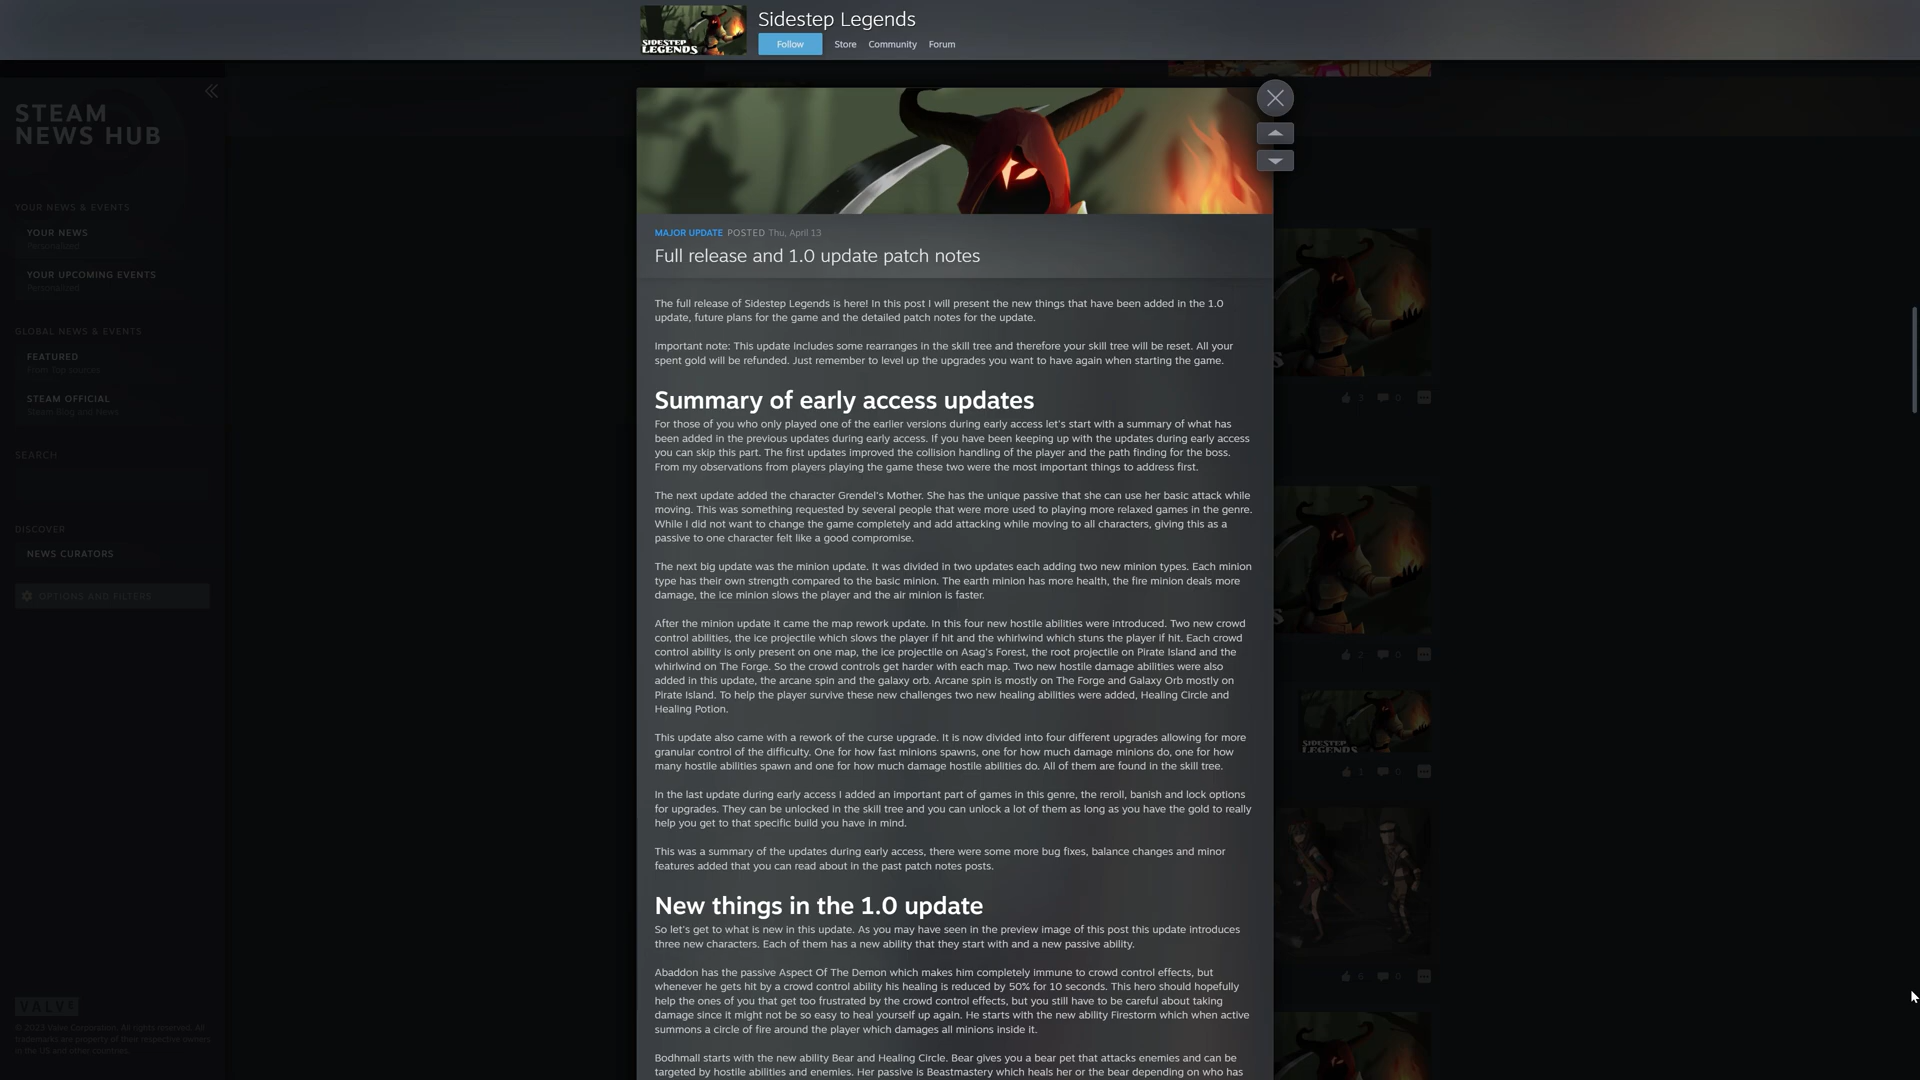 Sidestep Legends
Follow
Store
Community
Forum
SIDESTEP
LEGENDS
STEAM
NEWS HUB
YOUR NEWS & EVENTS
YOUR NEWS
Personalized
YOUR UPCOMING EVENTS
Personalized
GLOBAL NEWS & EVENTS
FEATURED
From Top sources
STEAM OFFICIAL
Steam Blog and News
SEARCH
DISCOVER
NEWS CURATORS
OPTIONS AND FILTERS
VALVE
© 2023 Valve Corporation. All rights reserved. All
trademarks are property of their respective owners
in the US and other countries.
MAJOR UPDATE POSTED Thu, April 13
Full release and 1.0 update patch notes
The full release of Sidestep Legends is here! In this post I will present the new things that have been added in the 1.0
update, future plans for the game and the detailed patch notes for the update.
Important note: This update includes some rearranges in the skill tree and therefore your skill tree will be reset. All your
spent gold will be refunded. Just remember to level up the upgrades you want to have again when starting the game.
Summary of early access updates
For those of you who only played one of the earlier versions during early access let's start with a summary of what has
been added in the previous updates during early access. If you have been keeping up with the updates during early access
you can skip this part. The first updates improved the collision handling of the player and the path finding for the boss.
From my observations from players playing the game these two were the most important things to address first.
The next update added the character Grendel's Mother. She has the unique passive that she can use her basic attack while
moving. This was something requested by several people that were more used to playing more relaxed games in the genre.
While I did not want to change the game completely and add attacking while moving to all characters, giving this as a
passive to one character felt like a good compromise.
The next big update was the minion update. It was divided in two updates each adding two new minion types. Each minion
type has their own strength compared to the basic minion. The earth minion has more health, the fire minion deals more
damage, the ice minion slows the player and the air minion is faster.
After the minion update it came the map rework update. In this four new hostile abilities were introduced. Two new crowd
control abilities, the ice projectile which slows the player if hit and the whirlwind which stuns the player if hit. Each crowd
control ability is only present on one map, the ice projectile on Asag's Forest, the root projectile on Pirate Island and the
whirlwind on The Forge. So the crowd controls get harder with each map. Two new hostile damage abilities were also
added in this update, the arcane spin and the galaxy orb. Arcane spin is mostly on The Forge and Galaxy Orb mostly on
Pirate Island. To help the player survive these new challenges two new healing abilities were added, Healing Circle and
Healing Potion.
This update also came with a rework of the curse upgrade. It is now divided into four different upgrades allowing for more
granular control of the difficulty. One for how fast minions spawns, one for how much damage minions do, one for how
many hostile abilities spawn and one for how much damage hostile abilities do. All of them are found in the skill tree.
In the last update during early access I added an important part of games in this genre, the reroll, banish and lock options
for upgrades. They can be unlocked in the skill tree and you can unlock a lot of them as long as you have the gold to really
help you get to that specific build you have in mind.
This was a summary of the updates during early access, there were some more bug fixes, balance changes and minor
features added that you can read about in the past patch notes posts.
New things in the 1.0 update
So let's get to what is new in this update. As you may have seen in the preview image of this post this update introduces
three new characters. Each of them has a new ability that they start with and a new passive ability.
Abaddon has the passive Aspect Of The Demon which makes him completely immune to crowd control effects, but
whenever he gets hit by a crowd control ability his healing is reduced by 50% for 10 seconds. This hero should hopefully
help the ones of you that get too frustrated by the crowd control effects, but you still have to be careful about taking
damage since it might not be so easy to heal yourself up again. He starts with the new ability Firestorm which when active
summons a circle of fire around the player which damages all minions inside it.
Bodhmall starts with the new ability Bear and Healing Circle. Bear gives you a bear pet that attacks enemies and can be
targeted by hostile abilities and enemies. Her passive is Beastmastery which heals her or the bear depending on who has
3
0
2
0
SIDESTEP
LEGENDS
1
0
6
0